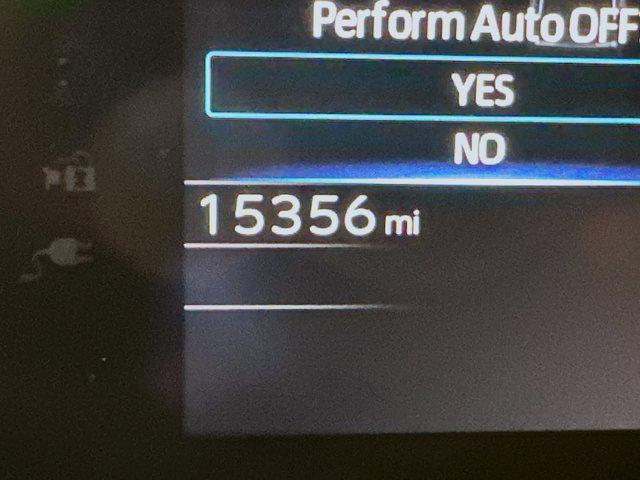 Perform Auto OFF
YES
NO
15356 mi